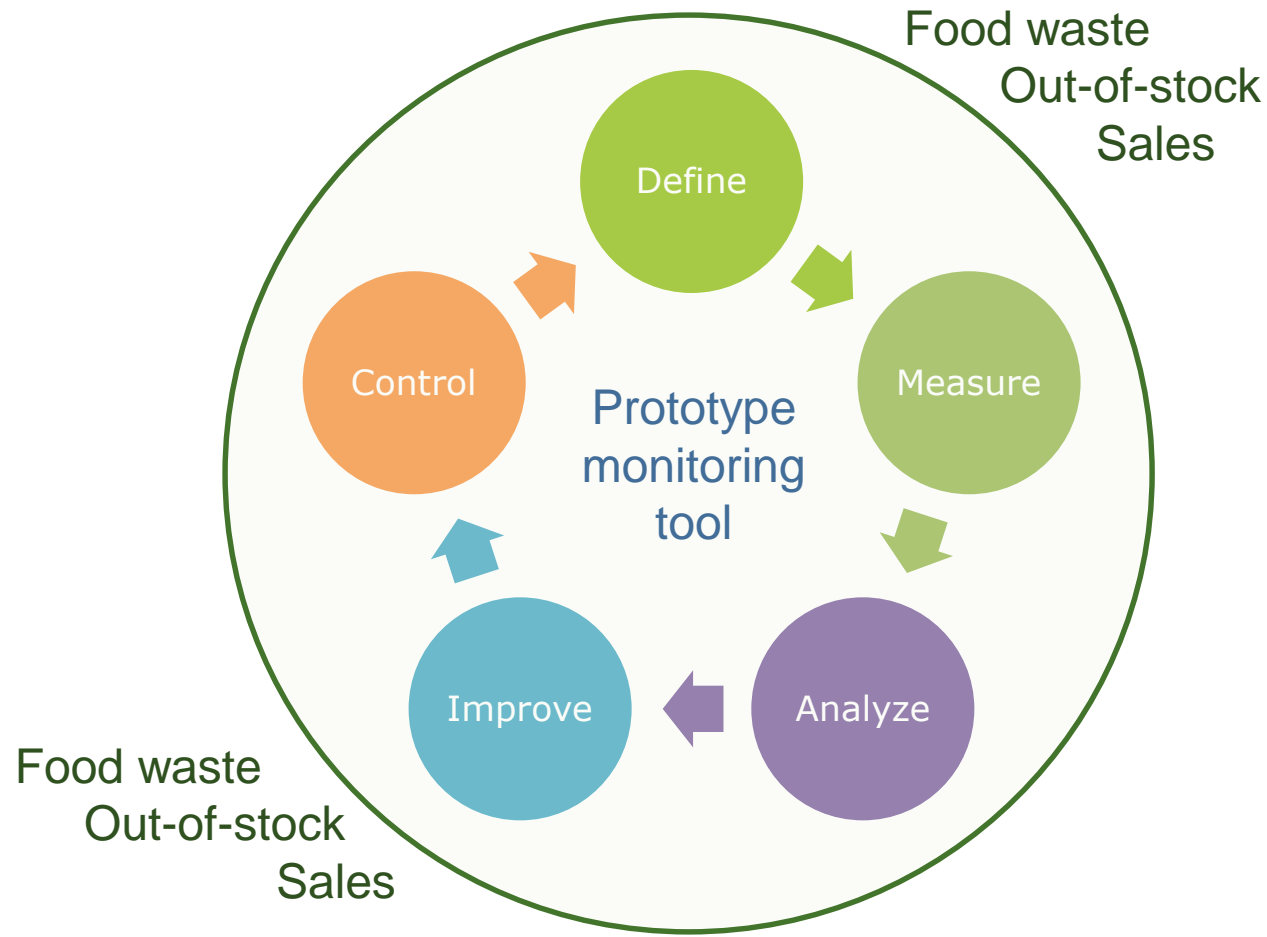 Food waste
Out-of-stock
Sales
Define
Control
Measure
Prototype
monitoring
tool
Improve
Analyze
Food waste
Out-of-stock
Sales